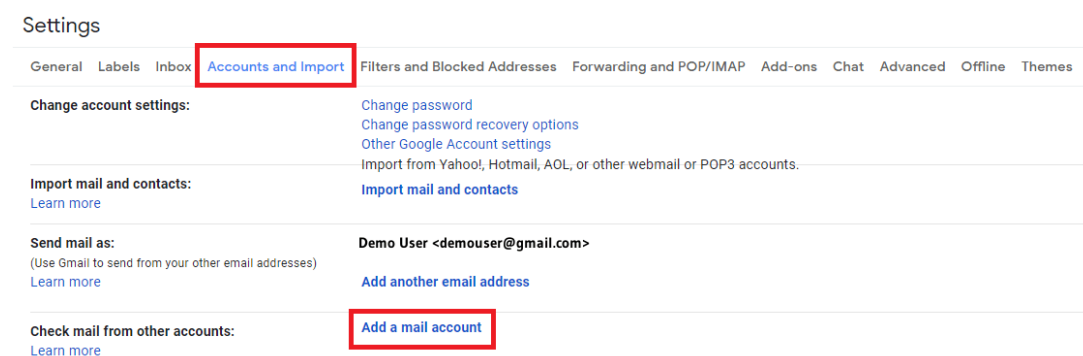 Settings
General Labels Inbox Accounts and Import Filters and Blocked Addresses Forwarding and POP/IMAP Add-ons Chat Advanced Offline Themes
Change account settings: Change password
Change password recovery options
Other Google Account settings
Import from Yahoo!, Hotmail, AOL, or other webmail or POP3 accounts.
Import mail and contacts: Import mail and contacts
Learn more
Send mail as: Demo User <demouser@gmail.com>
(Use Gmail to send from your other email addresses)
Learn more Add another email address
Check mail from other accounts: Add a mail account
Learn more